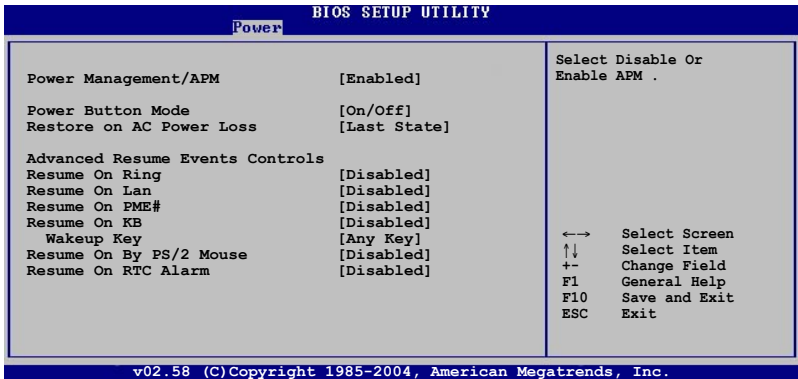 BIOS SETUP UTILITY
Power
Power Management/APM [Enabled]
Power Button Mode [On/Off]
Restore on AC Power Loss [Last State]
Advanced Resume Events Controls
Resume On Ring [Disabled]
Resume On Lan [Disabled]
Resume On PME# [Disabled]
Resume On KB [Disabled]
Wakeup Key [Any Key]
Resume On By PS/2 Mouse [Disabled]
Resume On RTC Alarm [Disabled]
Select Disable Or
Enable APM .
←→ Select Screen
↑↓ Select Item
+- Change Field
F1 General Help
F10 Save and Exit
ESC Exit
v02.58 (C)Copyright 1985-2004, American Megatrends, Inc.